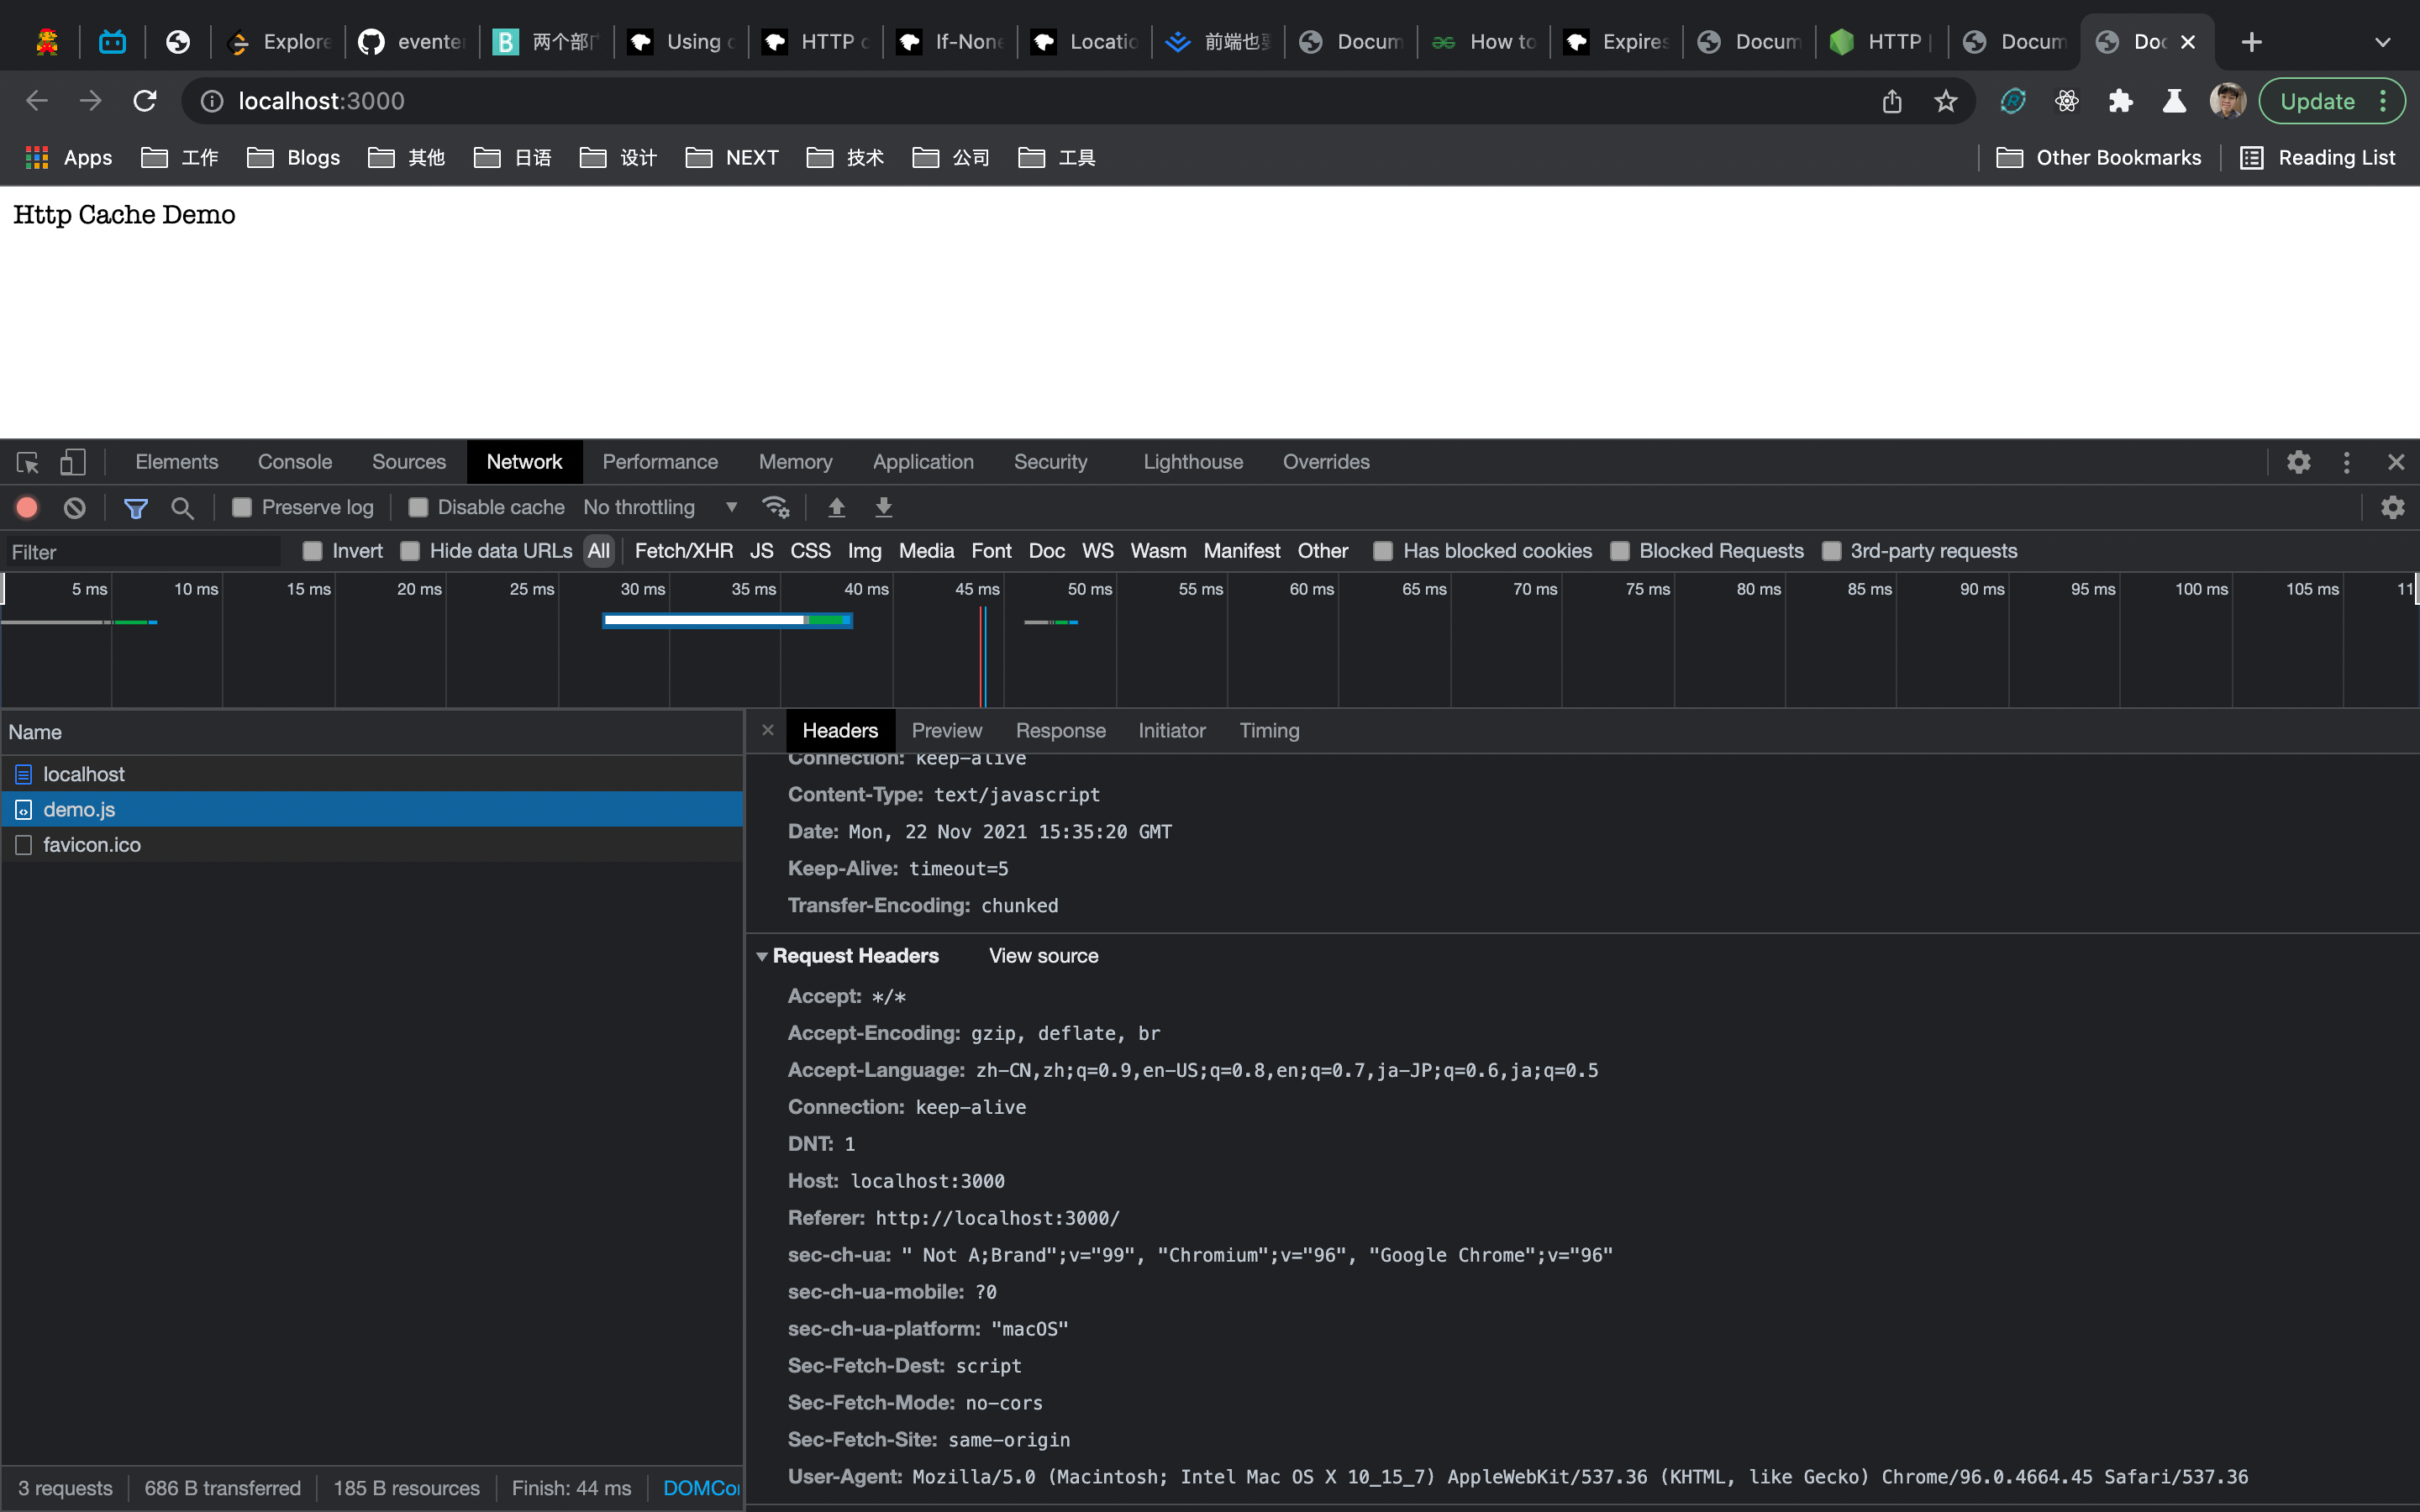 Explore
eventer
B
两个部门
Using c
HTTP c
If-None
Locatio
前端也要
Docum
How to
Expires
Docum
HTTP
Docum
Doc
localhost:3000
Update
Apps
工作
Blogs
其他
日语
设计
NEXT
技术
公司
工具
Other Bookmarks
Reading List
Http Cache Demo
Elements Console Sources Network Performance Memory Application Security Lighthouse Overrides
Preserve log Disable cache No throttling
Filter Invert Hide data URLs All Fetch/XHR JS CSS Img Media Font Doc WS Wasm Manifest Other Has blocked cookies Blocked Requests 3rd-party requests
5 ms 10 ms 15 ms 20 ms 25 ms 30 ms 35 ms 40 ms 45 ms 50 ms 55 ms 60 ms 65 ms 70 ms 75 ms 80 ms 85 ms 90 ms 95 ms 100 ms 105 ms 11
Name
localhost
demo.js
favicon.ico
Headers Preview Response Initiator Timing
Connection: keep-alive
Content-Type: text/javascript
Date: Mon, 22 Nov 2021 15:35:20 GMT
Keep-Alive: timeout=5
Transfer-Encoding: chunked
Request Headers View source
Accept: */*
Accept-Encoding: gzip, deflate, br
Accept-Language: zh-CN,zh;q=0.9,en-US;q=0.8,en;q=0.7,ja-JP;q=0.6,ja;q=0.5
Connection: keep-alive
DNT: 1
Host: localhost:3000
Referer: http://localhost:3000/
sec-ch-ua: " Not A;Brand";v="99", "Chromium";v="96", "Google Chrome";v="96"
sec-ch-ua-mobile: ?0
sec-ch-ua-platform: "macOS"
Sec-Fetch-Dest: script
Sec-Fetch-Mode: no-cors
Sec-Fetch-Site: same-origin
User-Agent: Mozilla/5.0 (Macintosh; Intel Mac OS X 10_15_7) AppleWebKit/537.36 (KHTML, like Gecko) Chrome/96.0.4664.45 Safari/537.36
3 requests 686 B transferred 185 B resources Finish: 44 ms DOMCo